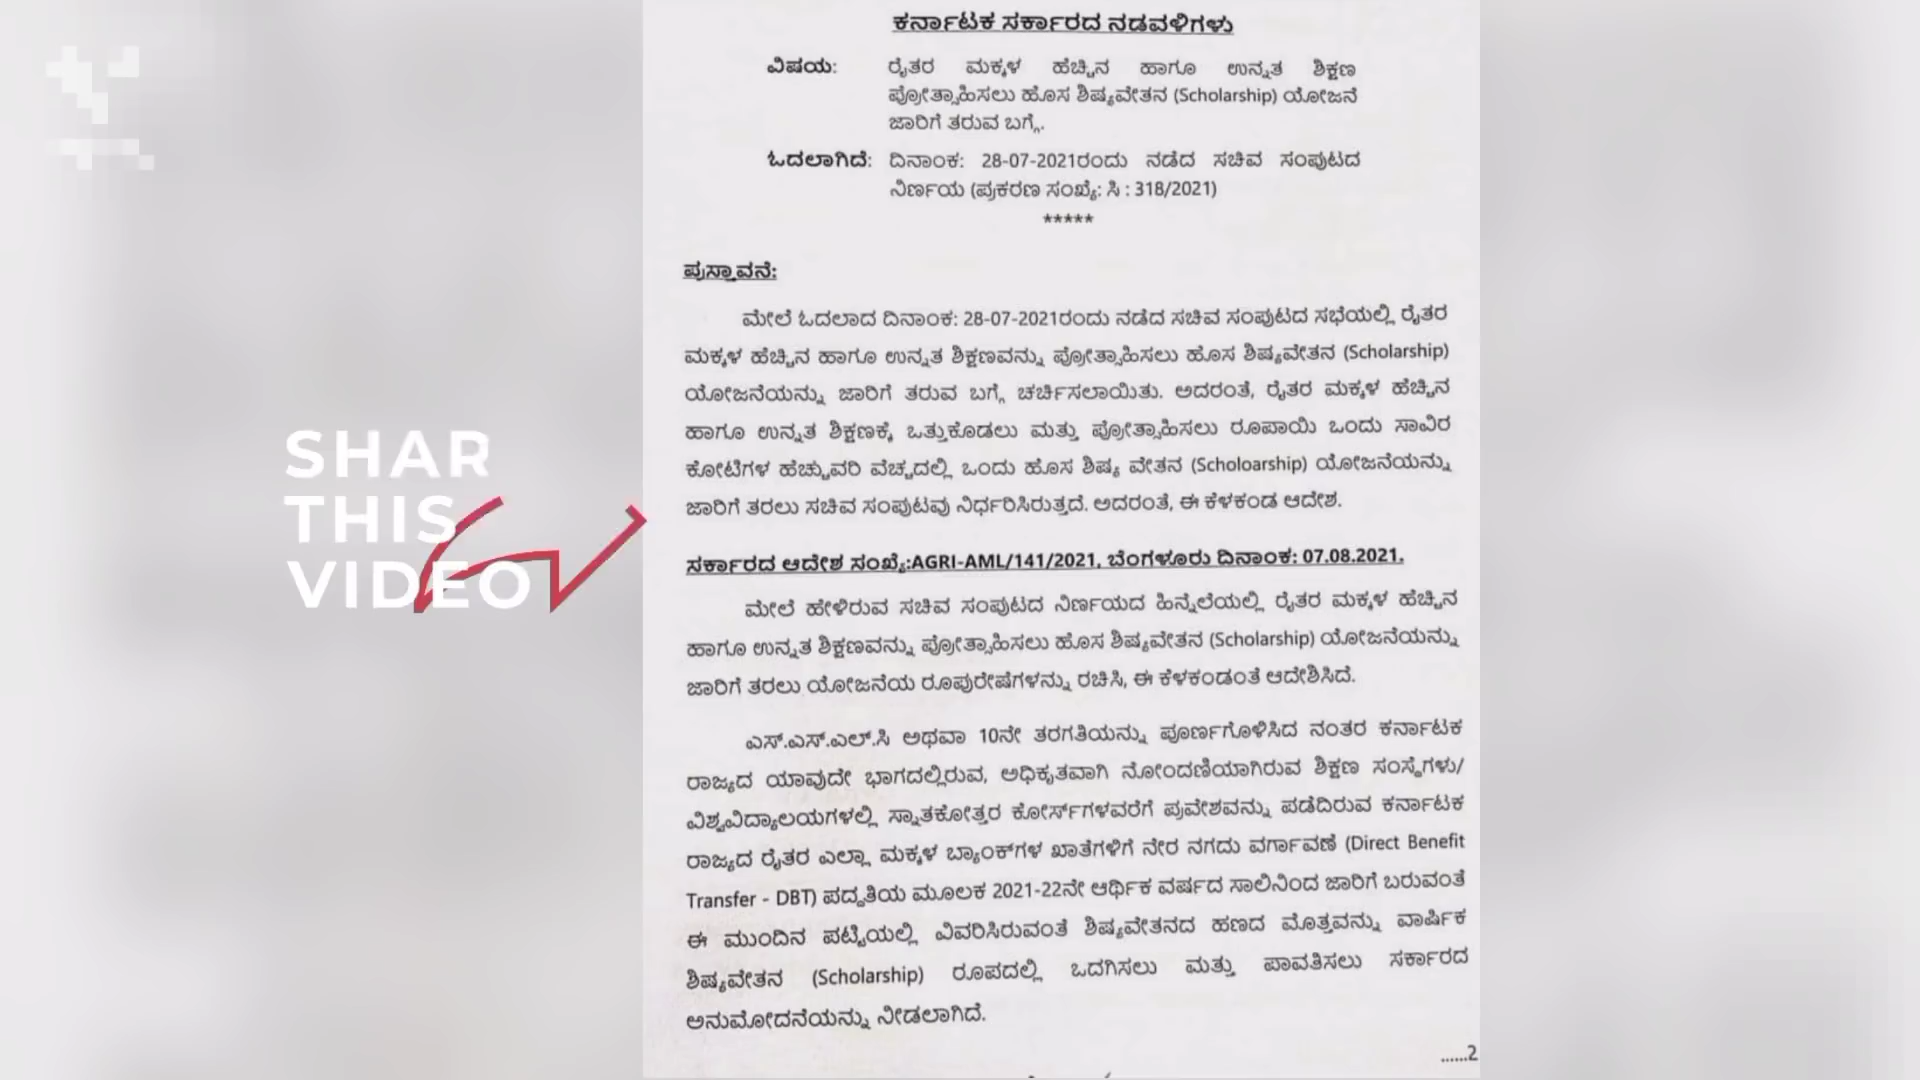 SHAR
THIS
VIDEO
ಕರ್ನಾಟಕ ಸರ್ಕಾರದ ನಡವಳಿಗಳು
ವಿಷಯ: ರೈತರ ಮಕ್ಕಳ ಹೆಚ್ಚಿನ ಹಾಗೂ ಉನ್ನತ ಶಿಕ್ಷಣ
ಪ್ರೋತ್ಸಾಹಿಸಲು ಹೊಸ ಶಿಷ್ಯವೇತನ (Scholarship) ಯೋಜನೆ
ಜಾರಿಗೆ ತರುವ ಬಗ್ಗೆ.
ಓದಲಾಗಿದೆ: ದಿನಾಂಕ: 28-07-2021ರಂದು ನಡೆದ ಸಚಿವ ಸಂಪುಟದ
ನಿರ್ಣಯ (ಪ್ರಕರಣ ಸಂಖ್ಯೆ: ಸಿ : 318/2021)
*****
ಪ್ರಸ್ತಾವನೆ:
ಮೇಲೆ ಓದಲಾದ ದಿನಾಂಕ: 28-07-2021ರಂದು ನಡೆದ ಸಚಿವ ಸಂಪುಟದ ಸಭೆಯಲ್ಲಿ ರೈತರ
ಮಕ್ಕಳ ಹೆಚ್ಚಿನ ಹಾಗೂ ಉನ್ನತ ಶಿಕ್ಷಣವನ್ನು ಪ್ರೋತ್ಸಾಹಿಸಲು ಹೊಸ ಶಿಷ್ಯವೇತನ (Scholarship)
ಯೋಜನೆಯನ್ನು ಜಾರಿಗೆ ತರುವ ಬಗ್ಗೆ ಚರ್ಚಿಸಲಾಯಿತು. ಅದರಂತೆ, ರೈತರ ಮಕ್ಕಳ ಹೆಚ್ಚಿನ
ಹಾಗೂ ಉನ್ನತ ಶಿಕ್ಷಣಕ್ಕೆ ಒತ್ತುಕೊಡಲು ಮತ್ತು ಪ್ರೋತ್ಸಾಹಿಸಲು ರೂಪಾಯಿ ಒಂದು ಸಾವಿರ
ಕೋಟಿಗಳ ಹೆಚ್ಚುವರಿ ವೆಚ್ಚದಲ್ಲಿ ಒಂದು ಹೊಸ ಶಿಷ್ಯ ವೇತನ (Scholoarship) ಯೋಜನೆಯನ್ನು
ಜಾರಿಗೆ ತರಲು ಸಚಿವ ಸಂಪುಟವು ನಿರ್ಧರಿಸಿರುತ್ತದೆ. ಅದರಂತೆ, ಈ ಕೆಳಕಂಡ ಆದೇಶ.
ಸರ್ಕಾರದ ಆದೇಶ ಸಂಖ್ಯೆ:AGRI-AML/141/2021, ಬೆಂಗಳೂರು ದಿನಾಂಕ: 07.08.2021.
ಮೇಲೆ ಹೇಳಿರುವ ಸಚಿವ ಸಂಪುಟದ ನಿರ್ಣಯದ ಹಿನ್ನೆಲೆಯಲ್ಲಿ ರೈತರ ಮಕ್ಕಳ ಹೆಚ್ಚಿನ
ಹಾಗೂ ಉನ್ನತ ಶಿಕ್ಷಣವನ್ನು ಪ್ರೋತ್ಸಾಹಿಸಲು ಹೊಸ ಶಿಷ್ಯವೇತನ (Scholarship) ಯೋಜನೆಯನ್ನು
ಜಾರಿಗೆ ತರಲು ಯೋಜನೆಯ ರೂಪುರೇಷೆಗಳನ್ನು ರಚಿಸಿ, ಈ ಕೆಳಕಂಡಂತೆ ಆದೇಶಿಸಿದೆ.
ಎಸ್.ಎಸ್.ಎಲ್.ಸಿ ಅಥವಾ 10ನೇ ತರಗತಿಯನ್ನು ಪೂರ್ಣಗೊಳಿಸಿದ ನಂತರ ಕರ್ನಾಟಕ
ರಾಜ್ಯದ ಯಾವುದೇ ಭಾಗದಲ್ಲಿರುವ, ಅಧಿಕೃತವಾಗಿ ನೋಂದಣಿಯಾಗಿರುವ ಶಿಕ್ಷಣ ಸಂಸ್ಥೆಗಳು/
ವಿಶ್ವವಿದ್ಯಾಲಯಗಳಲ್ಲಿ ಸ್ನಾತಕೋತ್ತರ ಕೋರ್ಸ್‌ಗಳವರೆಗೆ ಪ್ರವೇಶವನ್ನು ಪಡೆದಿರುವ ಕರ್ನಾಟಕ
ರಾಜ್ಯದ ರೈತರ ಎಲ್ಲಾ ಮಕ್ಕಳ ಬ್ಯಾಂಕ್‌ಗಳ ಖಾತೆಗಳಿಗೆ ನೇರ ನಗದು ವರ್ಗಾವಣೆ (Direct Benefit
Transfer - DBT) ಪದ್ಧತಿಯ ಮೂಲಕ 2021-22ನೇ ಆರ್ಥಿಕ ವರ್ಷದ ಸಾಲಿನಿಂದ ಜಾರಿಗೆ ಬರುವಂತೆ
ಈ ಮುಂದಿನ ಪಟ್ಟಿಯಲ್ಲಿ ವಿವರಿಸಿರುವಂತೆ ಶಿಷ್ಯವೇತನದ ಹಣದ ಮೊತ್ತವನ್ನು ವಾರ್ಷಿಕ
ಶಿಷ್ಯವೇತನ (Scholarship) ರೂಪದಲ್ಲಿ ಒದಗಿಸಲು ಮತ್ತು ಪಾವತಿಸಲು ಸರ್ಕಾರದ
ಅನುಮೋದನೆಯನ್ನು ನೀಡಲಾಗಿದೆ.
......2